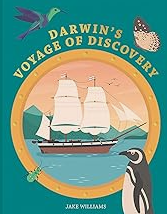 DARWIN'S
VOYAGE OF DISCOVERY
JAKE WILLIAMS